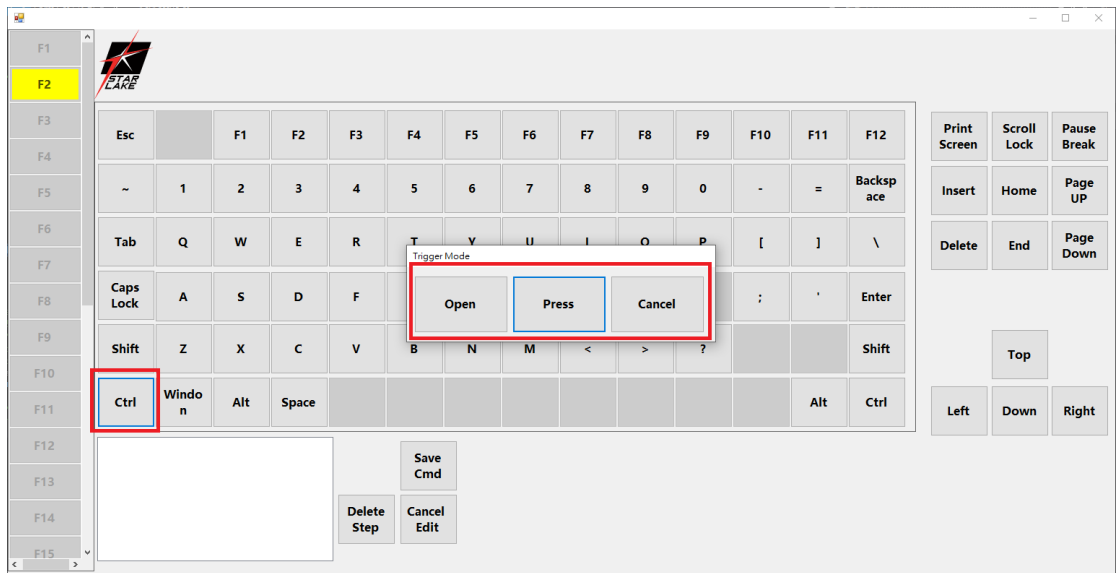 F1
F2
F3
F4
F5
F6
F7
F8
F9
F10
F11
F12
F13
F14
F15
STAR
LAKE
Esc F1 F2 F3 F4 F5 F6 F7 F8 F9 F10 F11 F12
~ 1 2 3 4 5 6 7 8 9 0 - = Backsp
ace
Tab Q W E R T Y U I O P [ ] \
Caps
Lock A S D F ; ' Enter
Shift Z X C V B N M < > ? Shift
Ctrl Windo
n Alt Space Alt Ctrl
Trigger Mode
Open Press Cancel
Print
Screen
Scroll
Lock
Pause
Break
Insert Home Page
UP
Delete End Page
Down
Top
Left Down Right
Save
Cmd
Delete
Step
Cancel
Edit